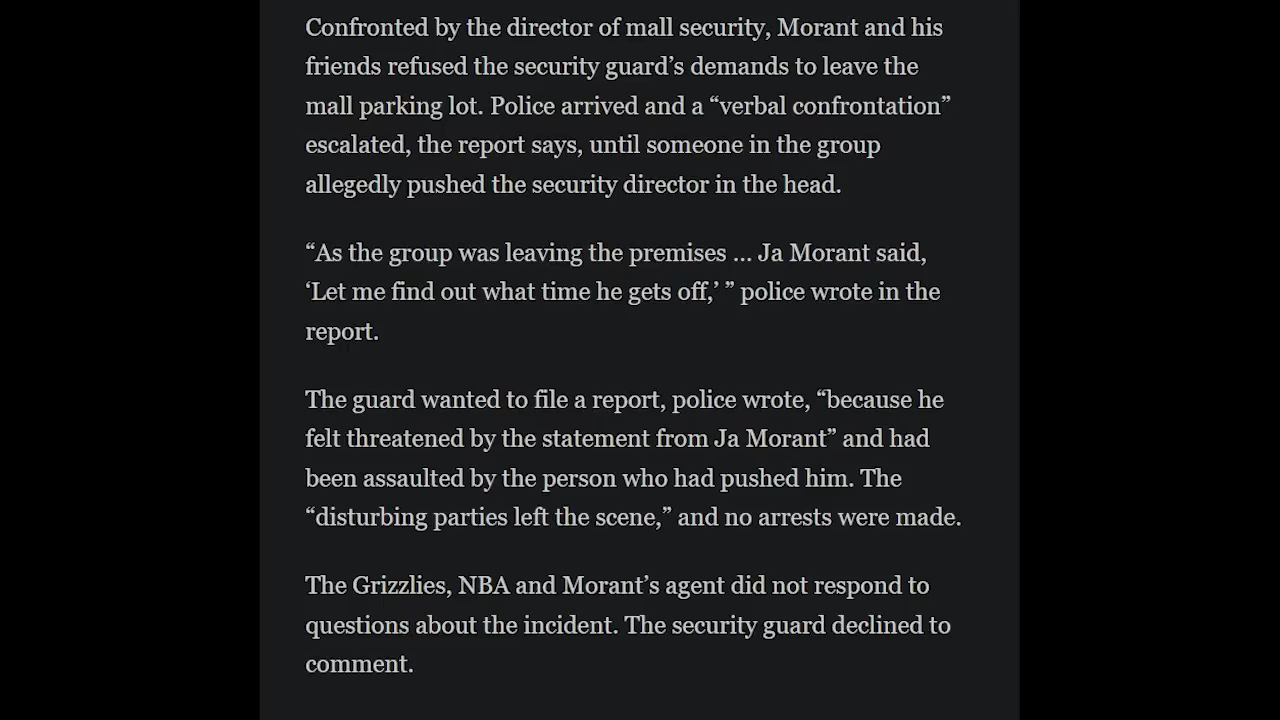 Confronted by the director of mall security, Morant and his
friends refused the security guard’s demands to leave the
mall parking lot. Police arrived and a “verbal confrontation”
escalated, the report says, until someone in the group
allegedly pushed the security director in the head.
“As the group was leaving the premises ... Ja Morant said,
‘Let me find out what time he gets off,’ ” police wrote in the
report.
The guard wanted to file a report, police wrote, “because he
felt threatened by the statement from Ja Morant” and had
been assaulted by the person who had pushed him. The
“disturbing parties left the scene,” and no arrests were made.
The Grizzlies, NBA and Morant’s agent did not respond to
questions about the incident. The security guard declined to
comment.